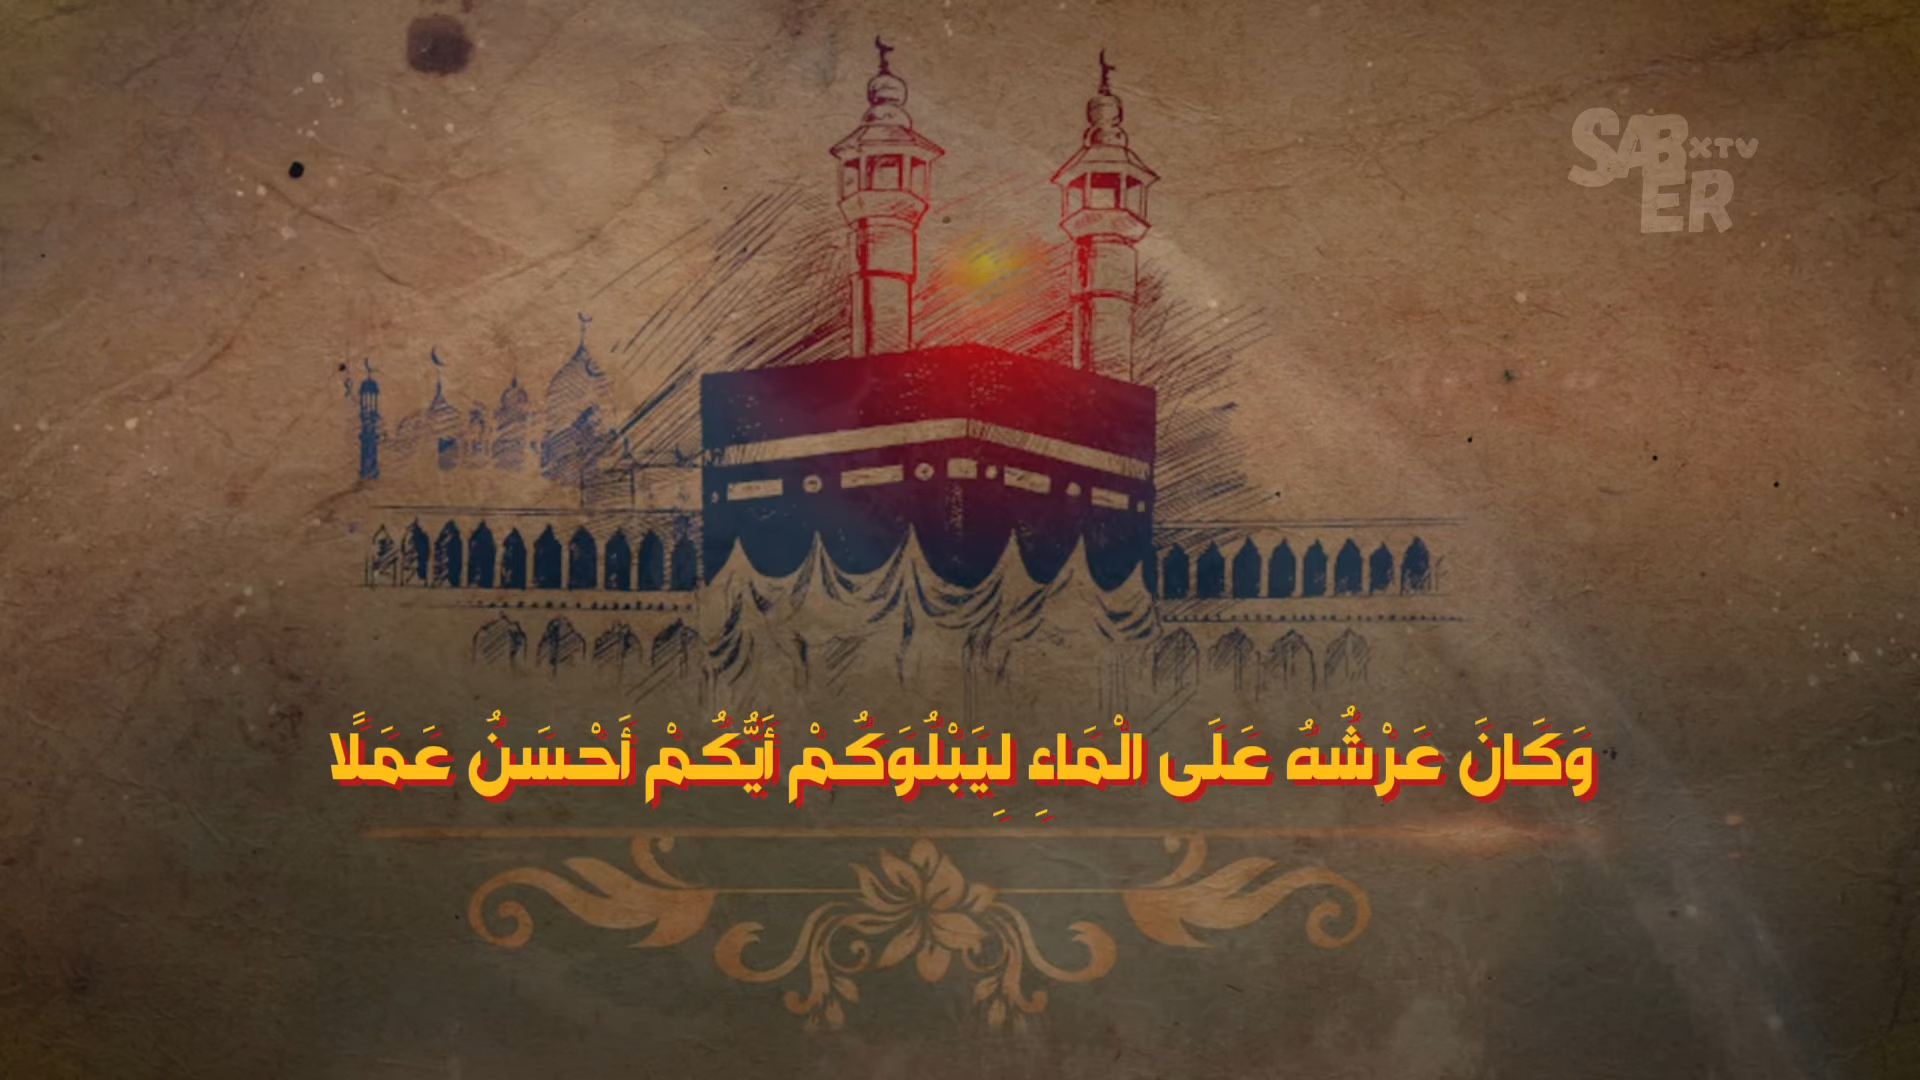 SABER XTV
وَكَانَ عَرْشُهُ عَلَى الْمَاءِ لِيَبْلُوَكُمْ أَيُّكُمْ أَحْسَنُ عَمَلًا